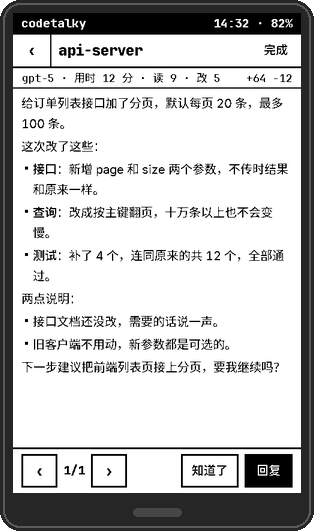 codetalky 14:32 · 82%
‹ api-server 完成
gpt-5 · 用时 12 分 · 读 9 · 改 5 +64 -12
给订单列表接口加了分页，默认每页 20 条，最多
100 条。
这次改了这些：
▪ 接口：新增 page 和 size 两个参数，不传时结果
和原来一样。
▪ 查询：改成按主键翻页，十万条以上也不会变
慢。
▪ 测试：补了 4 个，连同原来的共 12 个，全部通
过。
两点说明：
▪ 接口文档还没改，需要的话说一声。
▪ 旧客户端不用动，新参数都是可选的。
下一步建议把前端列表页接上分页，要我继续吗？
‹ 1/1 › 知道了 回复